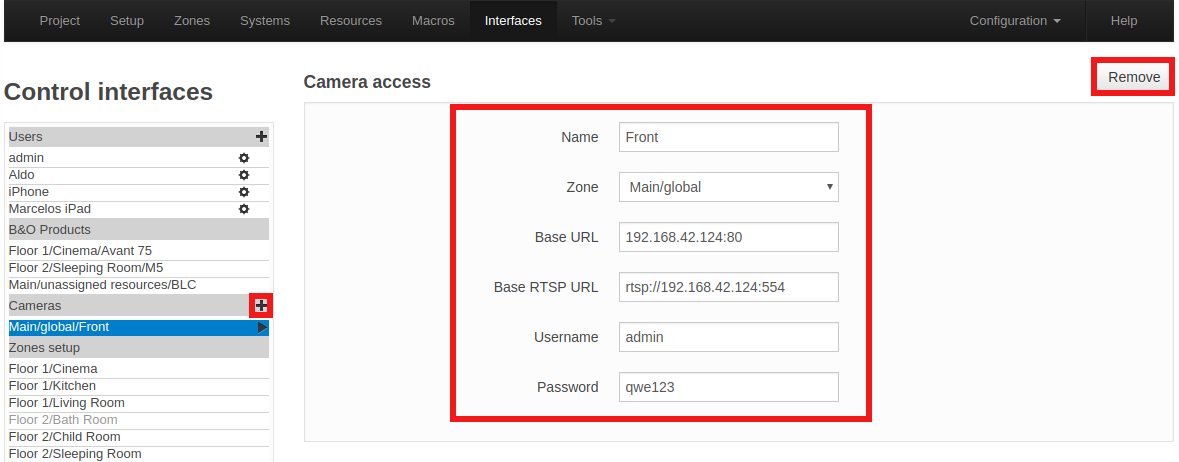 Project Setup Zones Systems Resources Macros Interfaces Tools Configuration Help
Control interfaces
Users
admin
Aldo
iPhone
Marcelos iPad
B&O Products
Floor 1/Cinema/Avant 75
Floor 2/Sleeping Room/M5
Main/unassigned resources/BLC
Cameras
Main/global/Front
Zones setup
Floor 1/Cinema
Floor 1/Kitchen
Floor 1/Living Room
Floor 2/Bath Room
Floor 2/Child Room
Floor 2/Sleeping Room
Camera access
Remove
Name Front
Zone Main/global
Base URL 192.168.42.124:80
Base RTSP URL rtsp://192.168.42.124:554
Username admin
Password qwe123